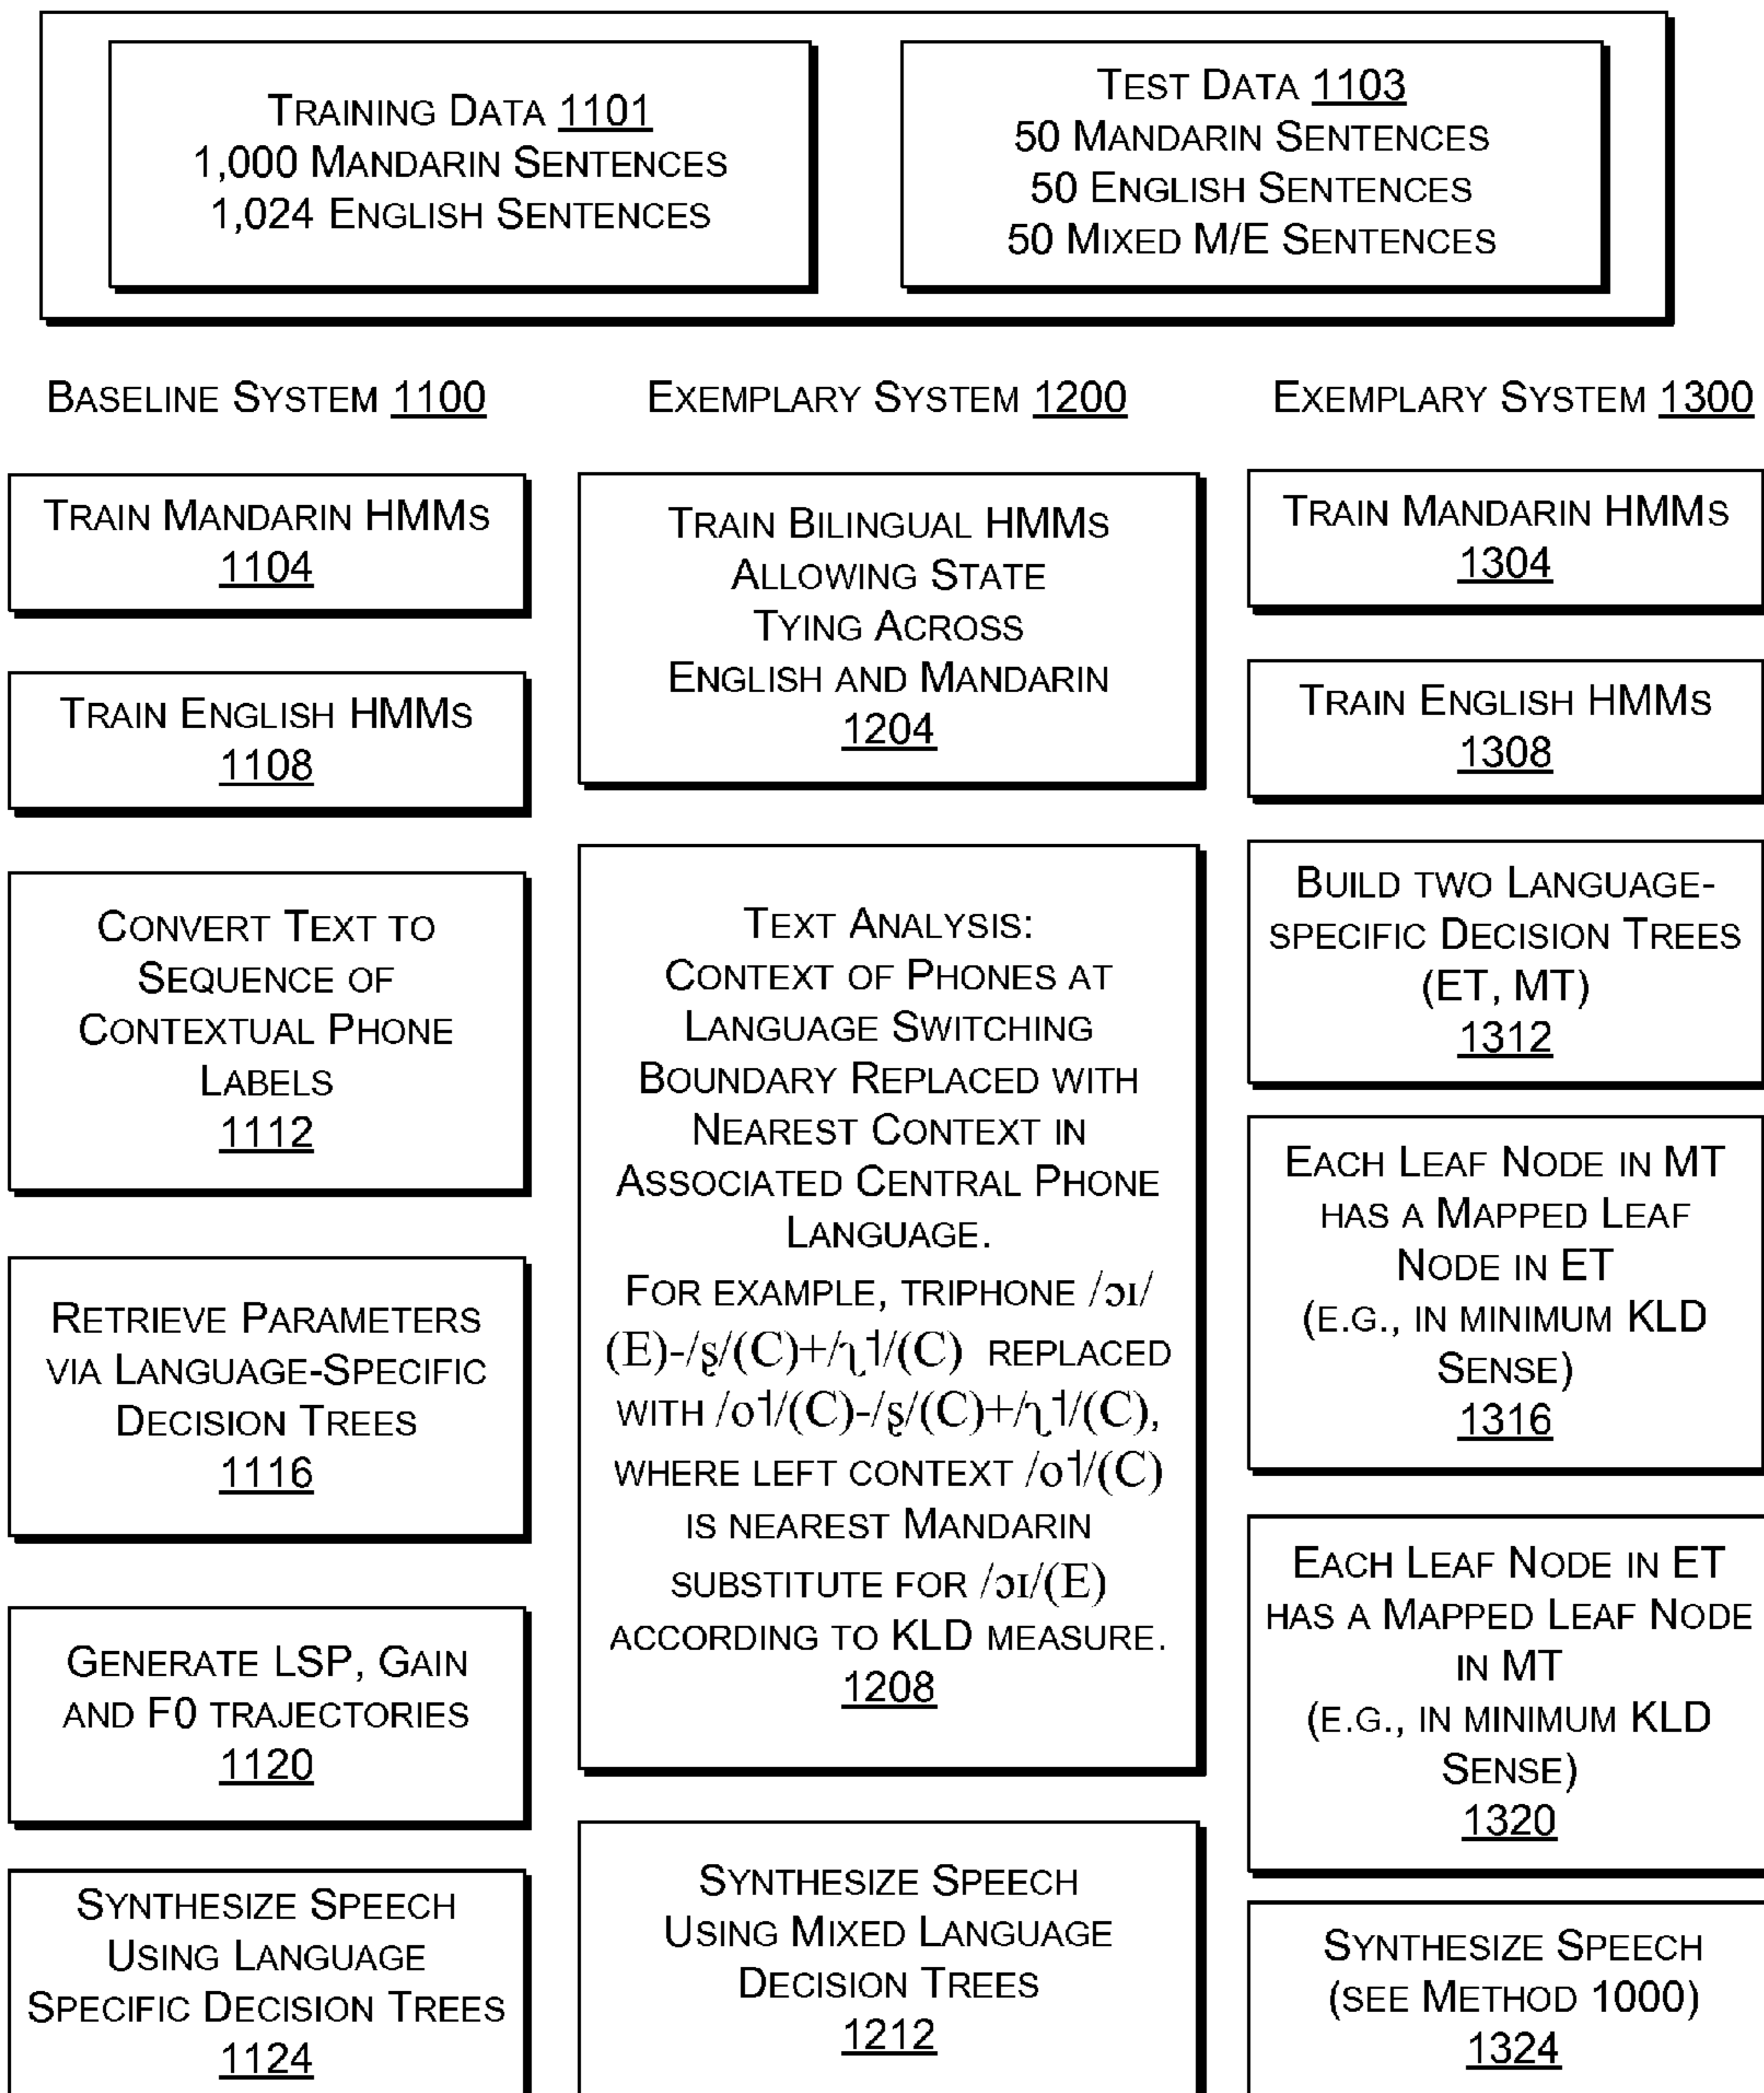 TRAINING DATA 1101
1,000 MANDARIN SENTENCES
1,024 ENGLISH SENTENCES
TEST DATA 1103
50 MANDARIN SENTENCES
50 ENGLISH SENTENCES
50 MIXED M/E SENTENCES
BASELINE SYSTEM 1100
TRAIN MANDARIN HMMS
1104
TRAIN ENGLISH HMMS
1108
CONVERT TEXT TO
SEQUENCE OF
CONTEXTUAL PHONE
LABELS
1112
RETRIEVE PARAMETERS
VIA LANGUAGE-SPECIFIC
DECISION TREES
1116
GENERATE LSP, GAIN
AND F0 TRAJECTORIES
1120
SYNTHESIZE SPEECH
USING LANGUAGE
SPECIFIC DECISION TREES
1124
EXEMPLARY SYSTEM 1200
TRAIN BILINGUAL HMMS
ALLOWING STATE
TYING ACROSS
ENGLISH AND MANDARIN
1204
TEXT ANALYSIS:
CONTEXT OF PHONES AT
LANGUAGE SWITCHING
BOUNDARY REPLACED WITH
NEAREST CONTEXT IN
ASSOCIATED CENTRAL PHONE
LANGUAGE.
FOR EXAMPLE, TRIPHONE /ɔɪ/
(E)-/ʂ/(C)+/ʅ˥/(C) REPLACED
WITH /o˥/(C)-/ʂ/(C)+/ʅ˥/(C),
WHERE LEFT CONTEXT /o˥/(C)
IS NEAREST MANDARIN
SUBSTITUTE FOR /ɔɪ/(E)
ACCORDING TO KLD MEASURE.
1208
SYNTHESIZE SPEECH
USING MIXED LANGUAGE
DECISION TREES
1212
EXEMPLARY SYSTEM 1300
TRAIN MANDARIN HMMS
1304
TRAIN ENGLISH HMMS
1308
BUILD TWO LANGUAGE-
SPECIFIC DECISION TREES
(ET, MT)
1312
EACH LEAF NODE IN MT
HAS A MAPPED LEAF
NODE IN ET
(E.G., IN MINIMUM KLD
SENSE)
1316
EACH LEAF NODE IN ET
HAS A MAPPED LEAF NODE
IN MT
(E.G., IN MINIMUM KLD
SENSE)
1320
SYNTHESIZE SPEECH
(SEE METHOD 1000)
1324